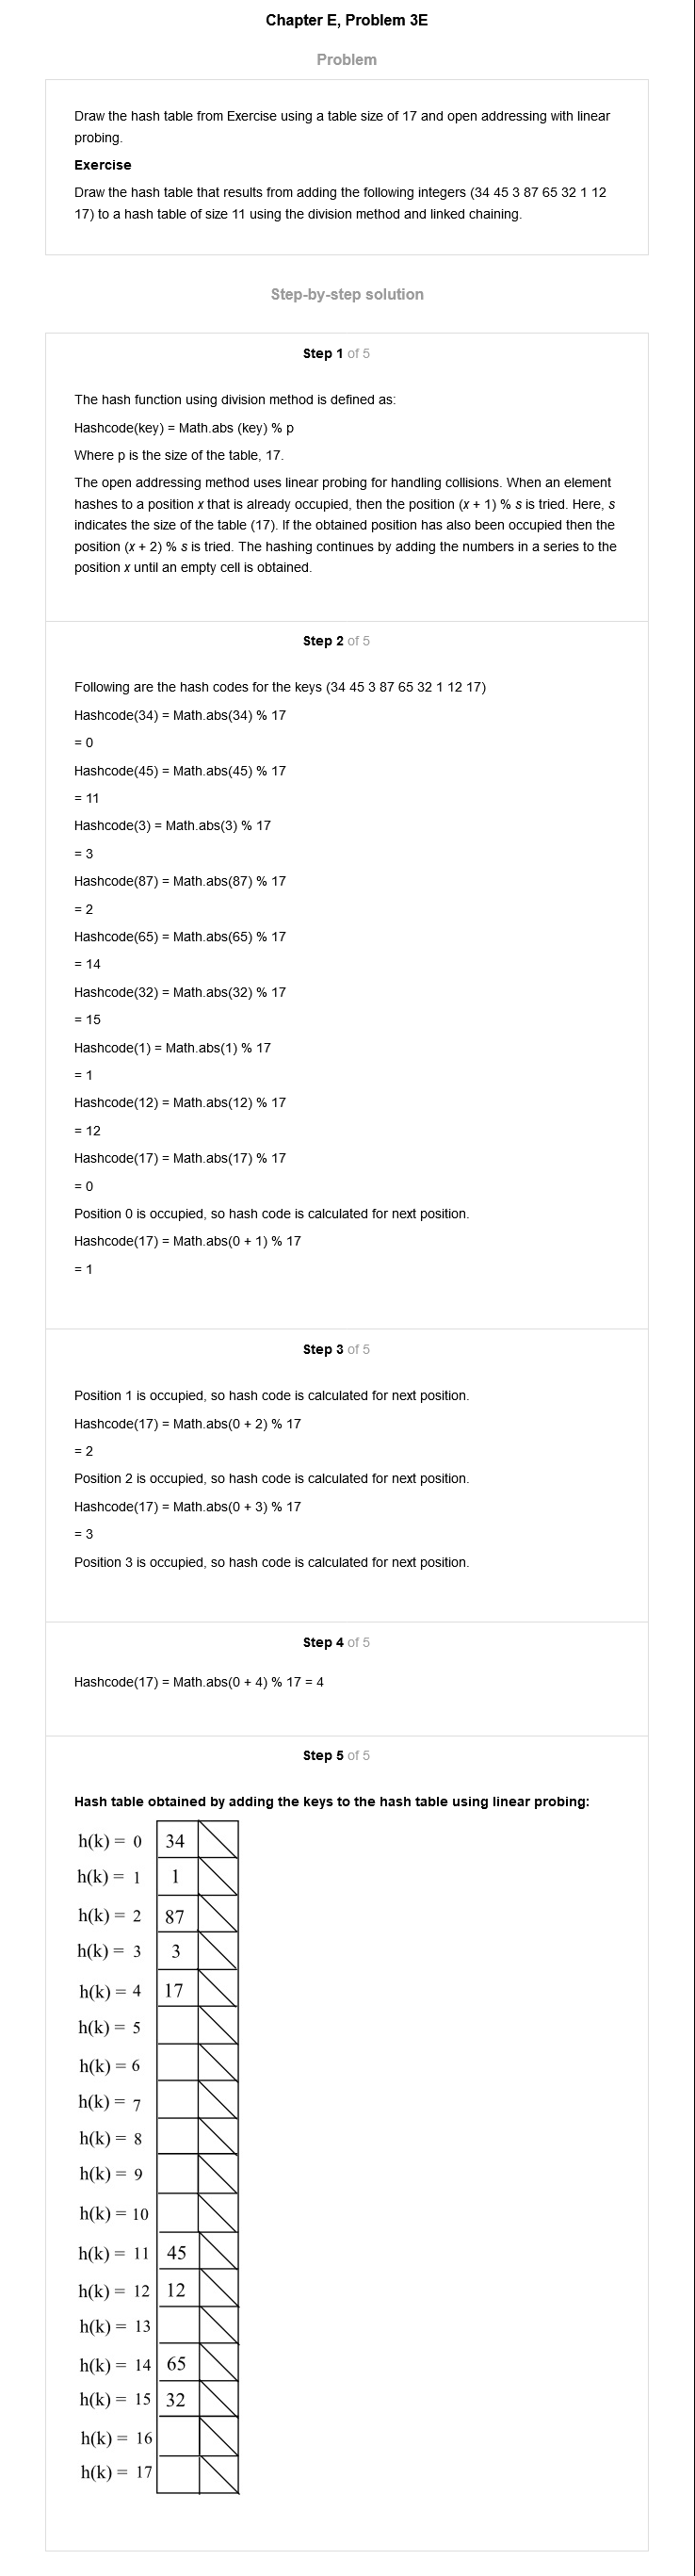 Chapter E, Problem 3E
Problem
Draw the hash table from Exercise using a table size of 17 and open addressing with linear
probing.
Exercise
Draw the hash table that results from adding the following integers (34 45 3 87 65 32 1 12
17) to a hash table of size 11 using the division method and linked chaining.
Step-by-step solution
Step 1 of 5
The hash function using division method is defined as:
Hashcode(key) = Math.abs (key) % p
Where p is the size of the table, 17.
The open addressing method uses linear probing for handling collisions. When an element
hashes to a position x that is already occupied, then the position (x + 1) % s is tried. Here, s
indicates the size of the table (17). If the obtained position has also been occupied then the
position (x + 2) % s is tried. The hashing continues by adding the numbers in a series to the
position x until an empty cell is obtained.
Step 2 of 5
Following are the hash codes for the keys (34 45 3 87 65 32 1 12 17)
Hashcode(34) = Math.abs(34) % 17
= 0
Hashcode(45) = Math.abs(45) % 17
= 11
Hashcode(3) = Math.abs(3) % 17
= 3
Hashcode(87) = Math.abs(87) % 17
= 2
Hashcode(65) = Math.abs(65) % 17
= 14
Hashcode(32) = Math.abs(32) % 17
= 15
Hashcode(1) = Math.abs(1) % 17
= 1
Hashcode(12) = Math.abs(12) % 17
= 12
Hashcode(17) = Math.abs(17) % 17
= 0
Position 0 is occupied, so hash code is calculated for next position.
Hashcode(17) = Math.abs(0 + 1) % 17
= 1
Step 3 of 5
Position 1 is occupied, so hash code is calculated for next position.
Hashcode(17) = Math.abs(0 + 2) % 17
= 2
Position 2 is occupied, so hash code is calculated for next position.
Hashcode(17) = Math.abs(0 + 3) % 17
= 3
Position 3 is occupied, so hash code is calculated for next position.
Step 4 of 5
Hashcode(17) = Math.abs(0 + 4) % 17 = 4
Step 5 of 5
Hash table obtained by adding the keys to the hash table using linear probing:
h(k) = 0 34
h(k) = 1 1
h(k) = 2 87
h(k) = 3 3
h(k) = 4 17
h(k) = 5
h(k) = 6
h(k) = 7
h(k) = 8
h(k) = 9
h(k) = 10
h(k) = 11 45
h(k) = 12 12
h(k) = 13
h(k) = 14 65
h(k) = 15 32
h(k) = 16
h(k) = 17